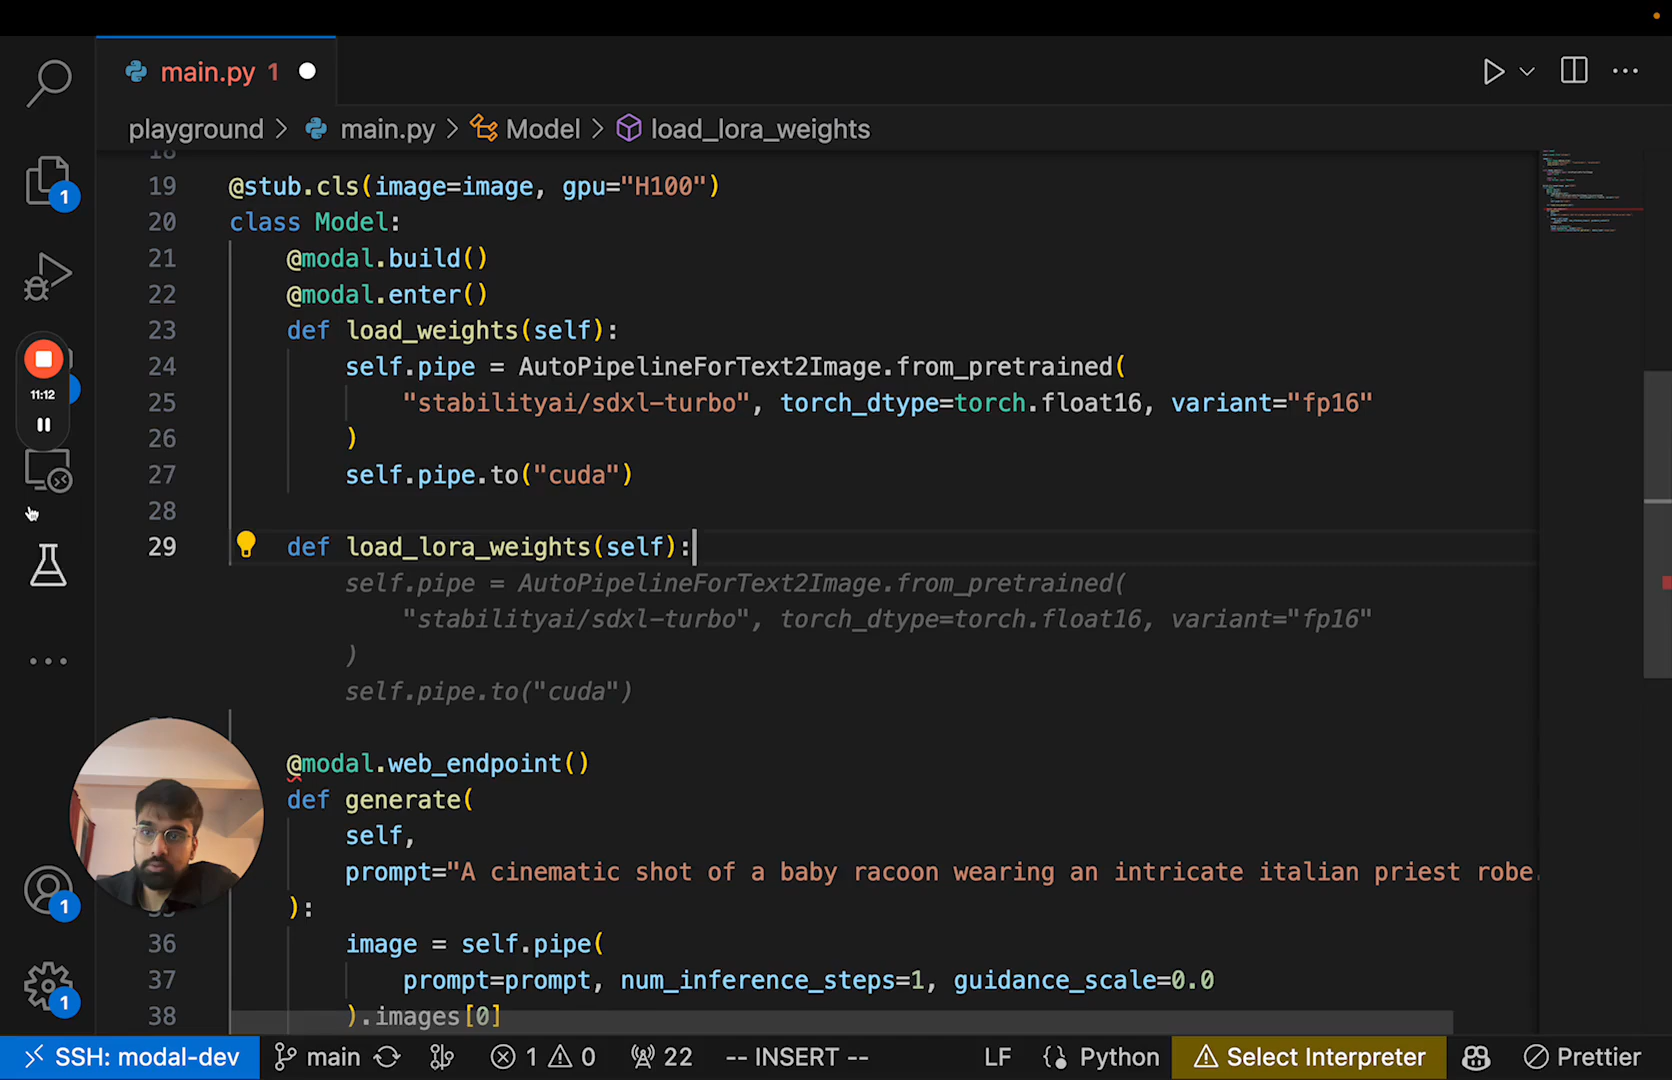 main.py 1
playground > main.py > Model > load_lora_weights
18
19 @stub.cls(image=image, gpu="H100")
20 class Model:
21 @modal.build()
22 @modal.enter()
23 def load_weights(self):
24 self.pipe = AutoPipelineForText2Image.from_pretrained(
25 "stabilityai/sdxl-turbo", torch_dtype=torch.float16, variant="fp16"
26 )
27 self.pipe.to("cuda")
28
29 def load_lora_weights(self):
self.pipe = AutoPipelineForText2Image.from_pretrained(
"stabilityai/sdxl-turbo", torch_dtype=torch.float16, variant="fp16"
)
self.pipe.to("cuda")
@modal.web_endpoint()
def generate(
self,
prompt="A cinematic shot of a baby racoon wearing an intricate italian priest robe.
):
36 image = self.pipe(
37 prompt=prompt, num_inference_steps=1, guidance_scale=0.0
38 ).images[0]
1
11:12
1
1
SSH: modal-dev main 1 0 22 -- INSERT -- LF Python Select Interpreter Prettier